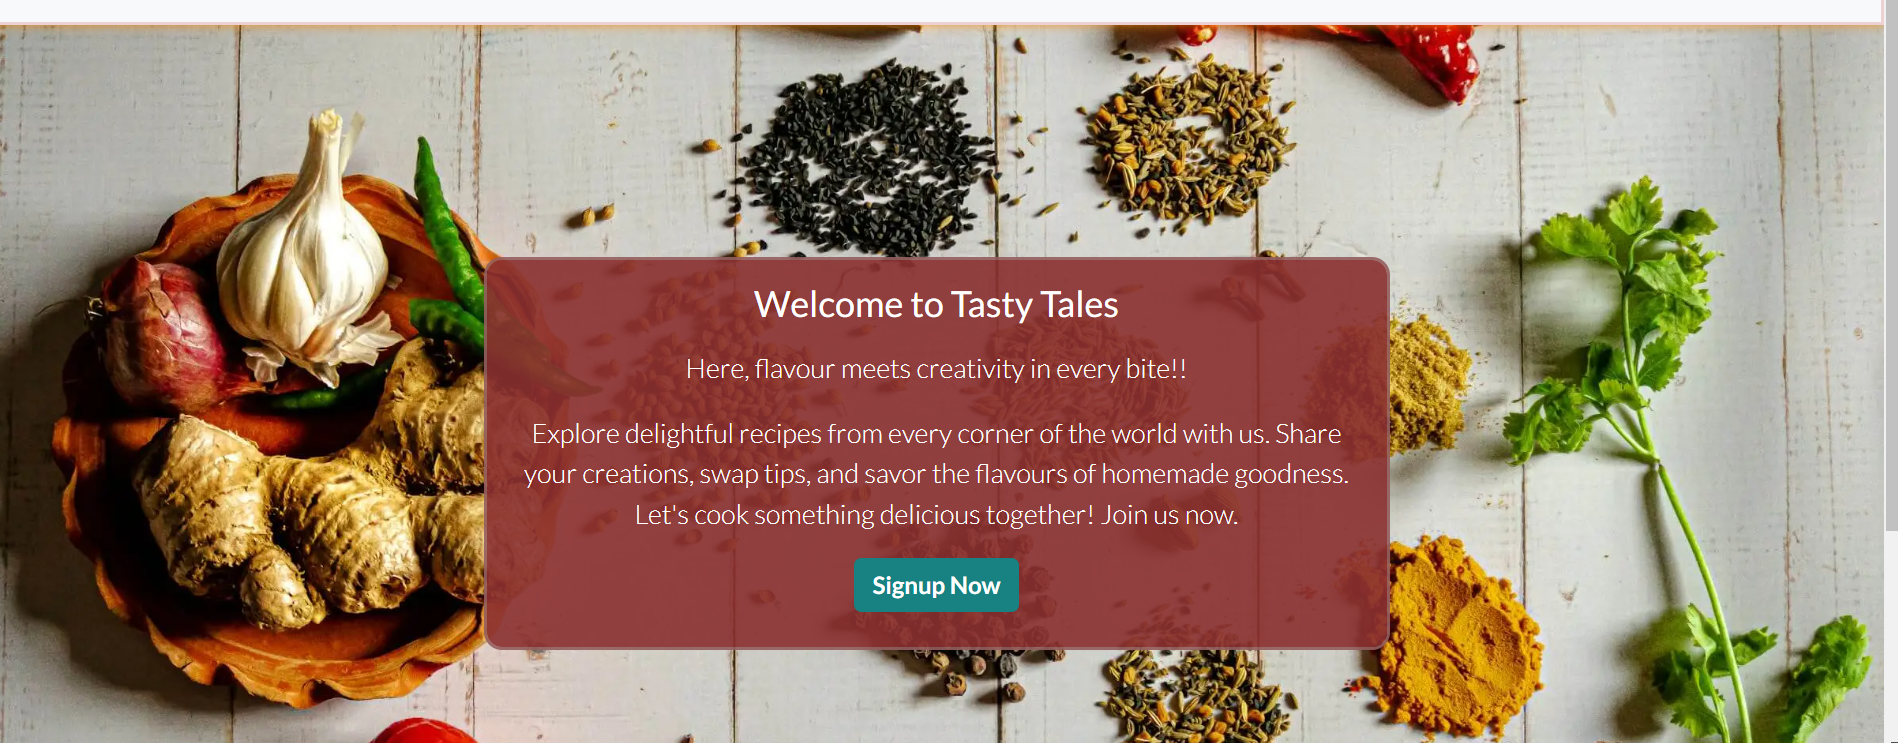 Welcome to Tasty Tales
Here, flavour meets creativity in every bite!!
Explore delightful recipes from every corner of the world with us. Share
your creations, swap tips, and savor the flavours of homemade goodness.
Let's cook something delicious together! Join us now.
Signup Now